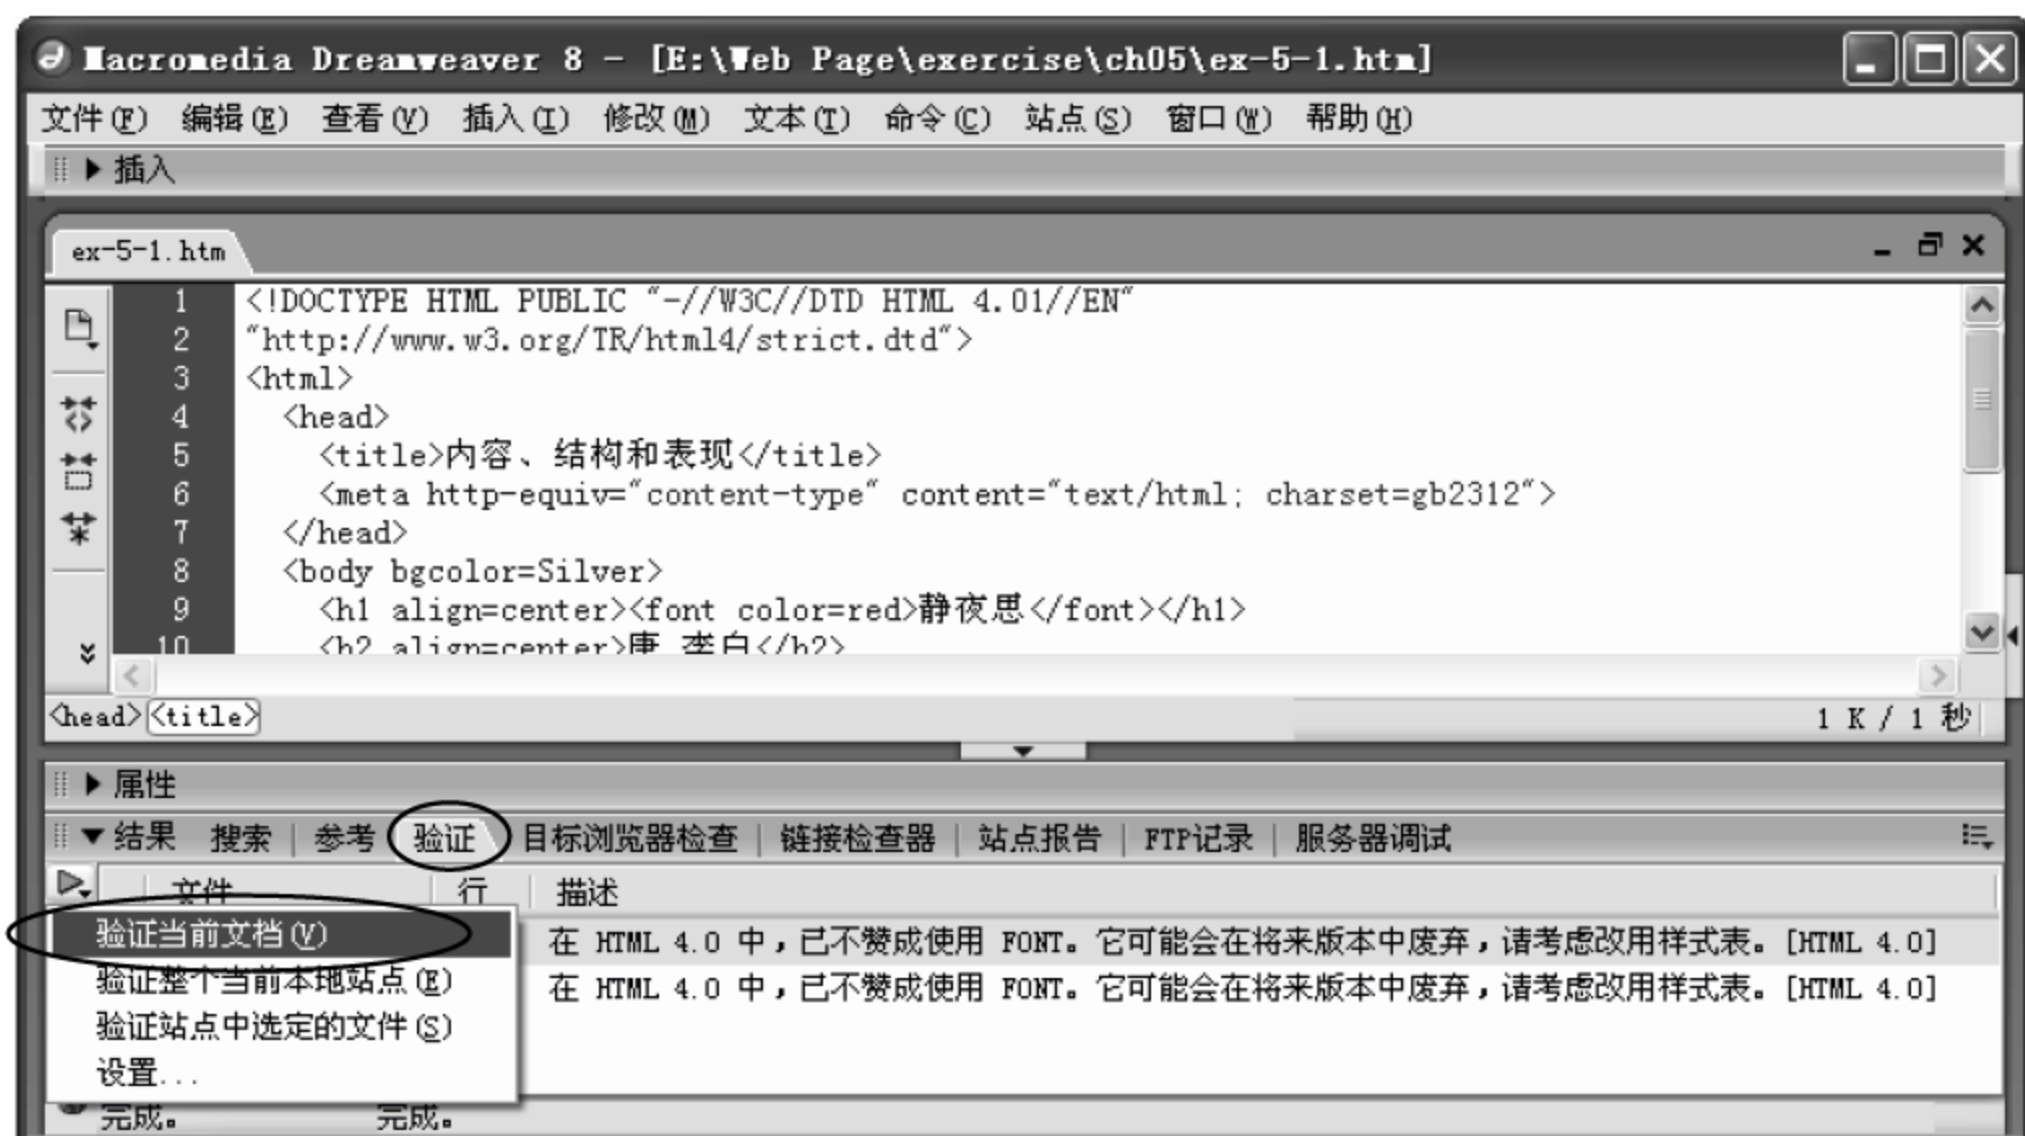 Macromedia Dreamweaver 8 - [E:\Web Page\exercise\ch05\ex-5-1.htm]
文件(F) 编辑(E) 查看(V) 插入(I) 修改(M) 文本(T) 命令(C) 站点(S) 窗口(W) 帮助(H)
插入
ex-5-1.htm
1 <!DOCTYPE HTML PUBLIC "-//W3C//DTD HTML 4.01//EN"
2 "http://www.w3.org/TR/html4/strict.dtd">
3 <html>
4 <head>
5 <title>内容、结构和表现</title>
6 <meta http-equiv="content-type" content="text/html; charset=gb2312">
7 </head>
8 <body bgcolor=Silver>
9 <h1 align=center><font color=red>静夜思</font></h1>
10 <h2 align=center>唐 李白</h2>
<head> <title>
1 K / 1 秒
属性
结果 搜索 参考 验证 目标浏览器检查 链接检查器 站点报告 FTP记录 服务器调试
文件 行 描述
验证当前文档(V)
在 HTML 4.0 中，已不赞成使用 FONT。它可能会在将来版本中废弃，请考虑改用样式表。[HTML 4.0]
验证整个当前本地站点(E)
在 HTML 4.0 中，已不赞成使用 FONT。它可能会在将来版本中废弃，请考虑改用样式表。[HTML 4.0]
验证站点中选定的文件(S)
设置...
完成。 完成。